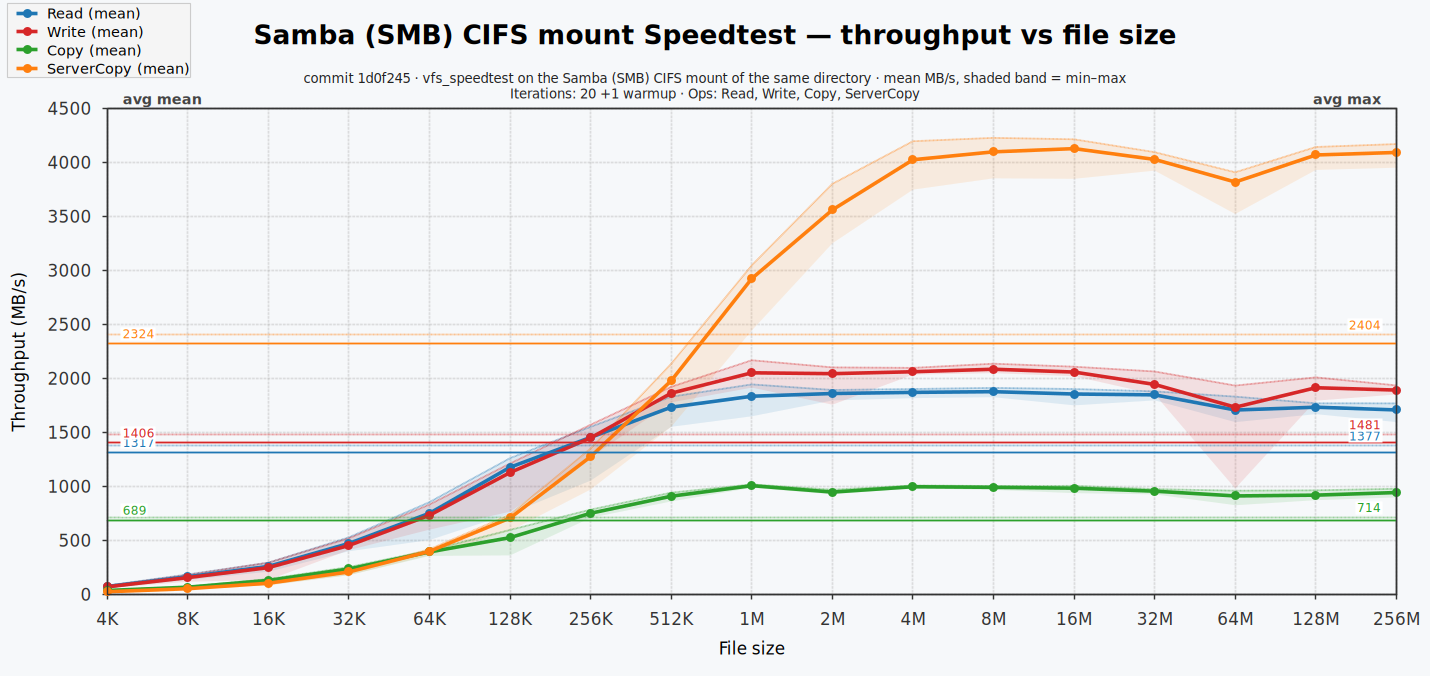 Read (mean)
Write (mean)
Copy (mean)
ServerCopy (mean)
Samba (SMB) CIFS mount Speedtest — throughput vs file size
commit 1d0f245 · vfs_speedtest on the Samba (SMB) CIFS mount of the same directory · mean MB/s, shaded band = min–max
Iterations: 20 +1 warmup · Ops: Read, Write, Copy, ServerCopy
avg mean
avg max
4500
4000
3500
3000
2500
2000
1500
1000
500
0
Throughput (MB/s)
2324
2404
1406
1317
1481
1377
689
714
4K 8K 16K 32K 64K 128K 256K 512K 1M 2M 4M 8M 16M 32M 64M 128M 256M
File size